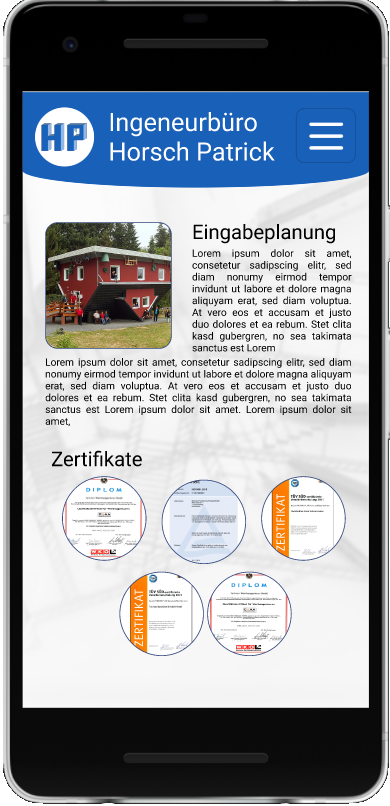 HP
Ingeneurbüro
Horsch Patrick
Eingabeplanung
Lorem ipsum dolor sit amet,
consetetur sadipscing elitr, sed
diam nonumy eirmod tempor
invidunt ut labore et dolore magna
aliquyam erat, sed diam voluptua.
At vero eos et accusam et justo
duo dolores et ea rebum. Stet clita
kasd gubergren, no sea takimata
sanctus est Lorem
Lorem ipsum dolor sit amet, consetetur sadipscing elitr, sed diam
nonumy eirmod tempor invidunt ut labore et dolore magna aliquyam
erat, sed diam voluptua. At vero eos et accusam et justo duo
dolores et ea rebum. Stet clita kasd gubergren, no sea takimata
sanctus est Lorem ipsum dolor sit amet. Lorem ipsum dolor sit
amet,
Zertifikate
DIPLOM
ZERTIFIKAT
TÜV SÜD
ZERTIFIKAT
TÜV SÜD
DIPLOM